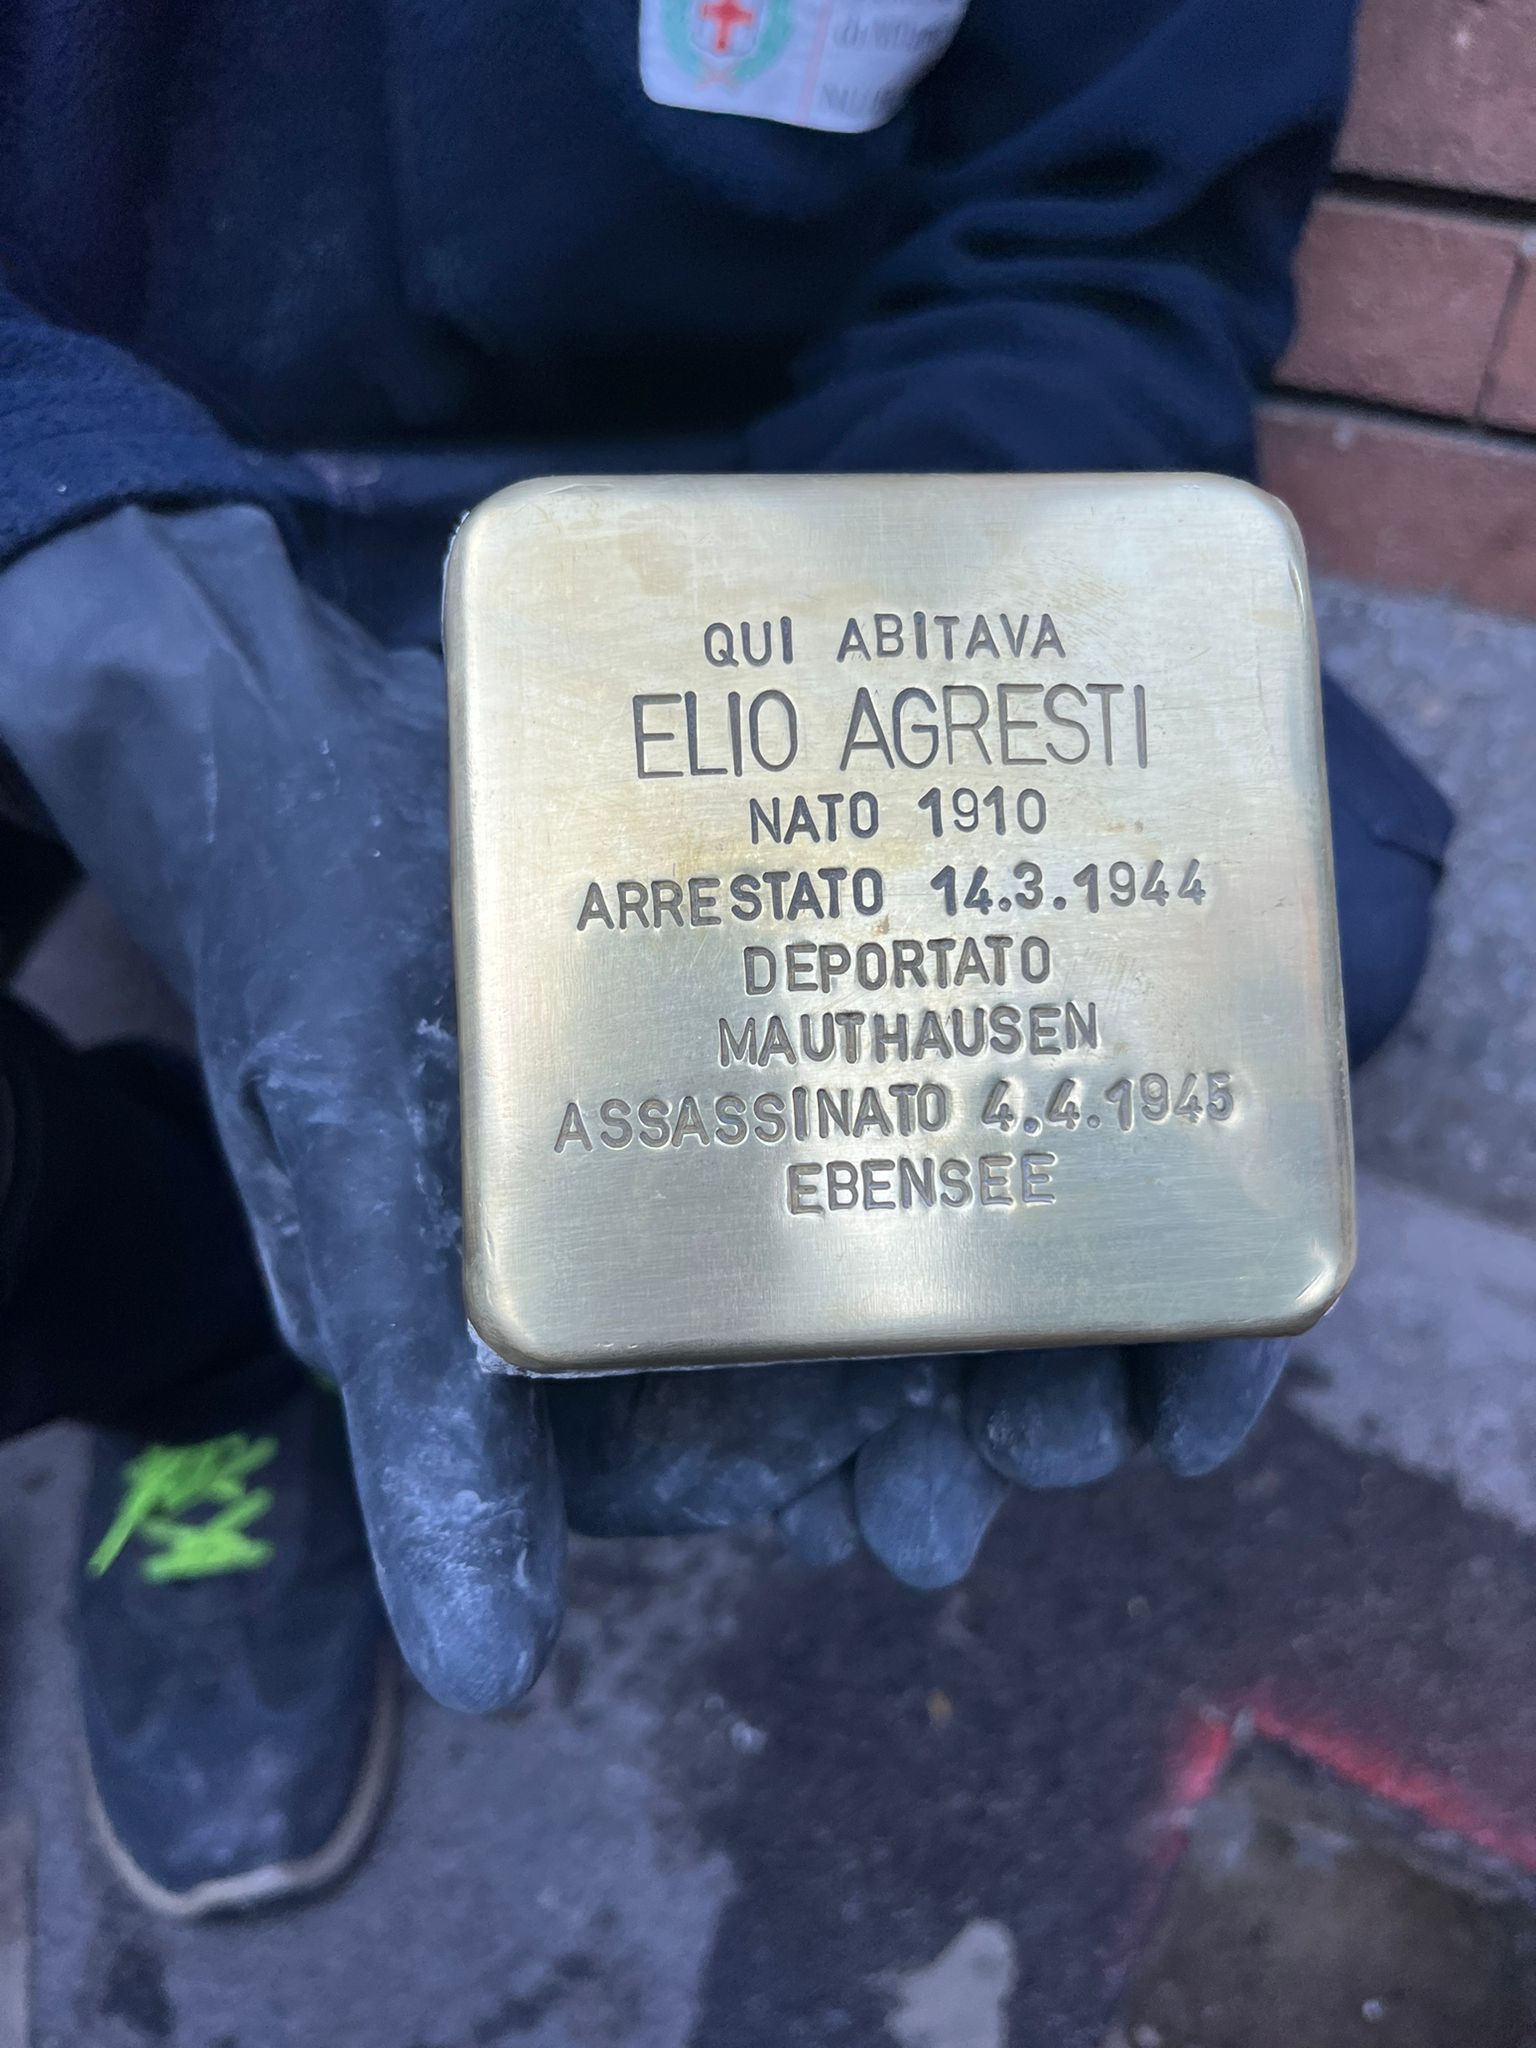 QUI ABITAVA
ELIO AGRESTI
NATO 1910
ARRESTATO 14.3.1944
DEPORTATO
MAUTHAUSEN
ASSASSINATO 4.4.1945
EBENSEE